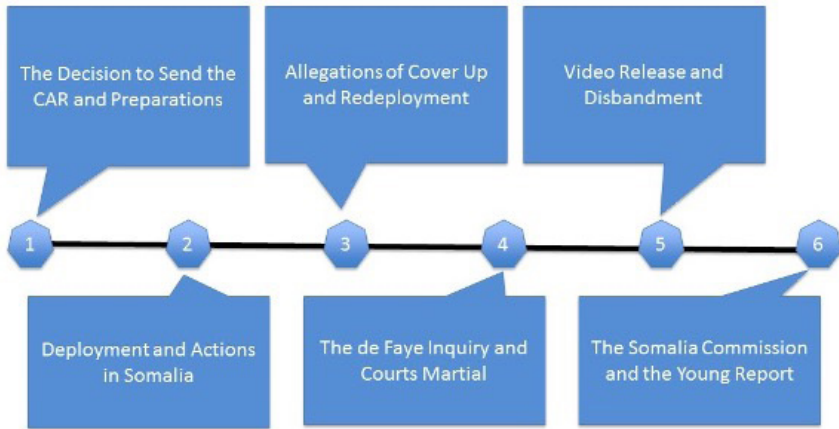 The Decision to Send the
CAR and Preparations
Allegations of Cover Up
and Redeployment
Video Release and
Disbandment
1
2
3
4
5
6
Deployment and Actions
in Somalia
The de Faye Inquiry and
Courts Martial
The Somalia Commission
and the Young Report